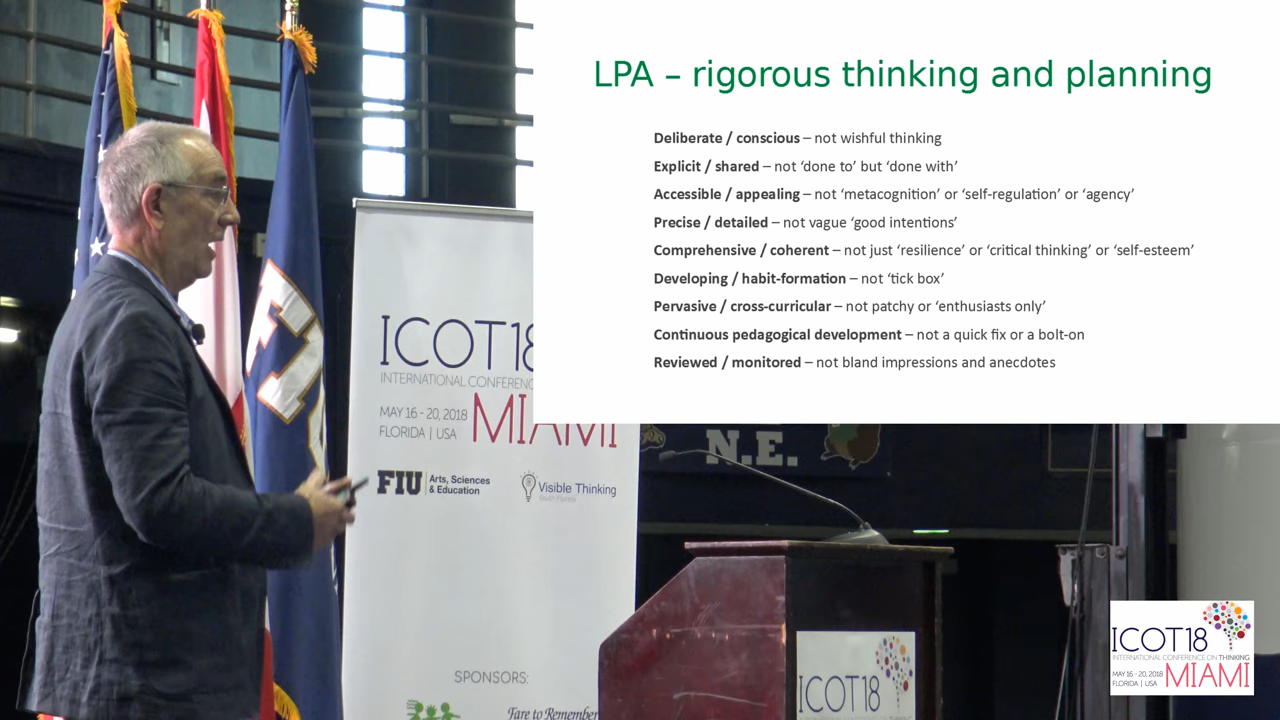 LPA – rigorous thinking and planning
Deliberate / conscious – not wishful thinking
Explicit / shared – not ‘done to’ but ‘done with’
Accessible / appealing – not ‘metacognition’ or ‘self-regulation’ or ‘agency’
Precise / detailed – not vague ‘good intentions’
Comprehensive / coherent – not just ‘resilience’ or ‘critical thinking’ or ‘self-esteem’
Developing / habit-formation – not ‘tick box’
Pervasive / cross-curricular – not patchy or ‘enthusiasts only’
Continuous pedagogical development – not a quick fix or a bolt-on
Reviewed / monitored – not bland impressions and anecdotes
ICOT18
INTERNATIONAL
MAY 16 - 20, 2018
FLORIDA | USA
MIAMI
FIU Arts, Sciences
& Education
Visible Thinking
South Florida
SPONSORS:
Fare to Remember
N.E.
ICOT18
ICOT18
INTERNATIONAL CONFERENCE ON THINKING
MAY 16 - 20, 2018
FLORIDA | USA
MIAMI